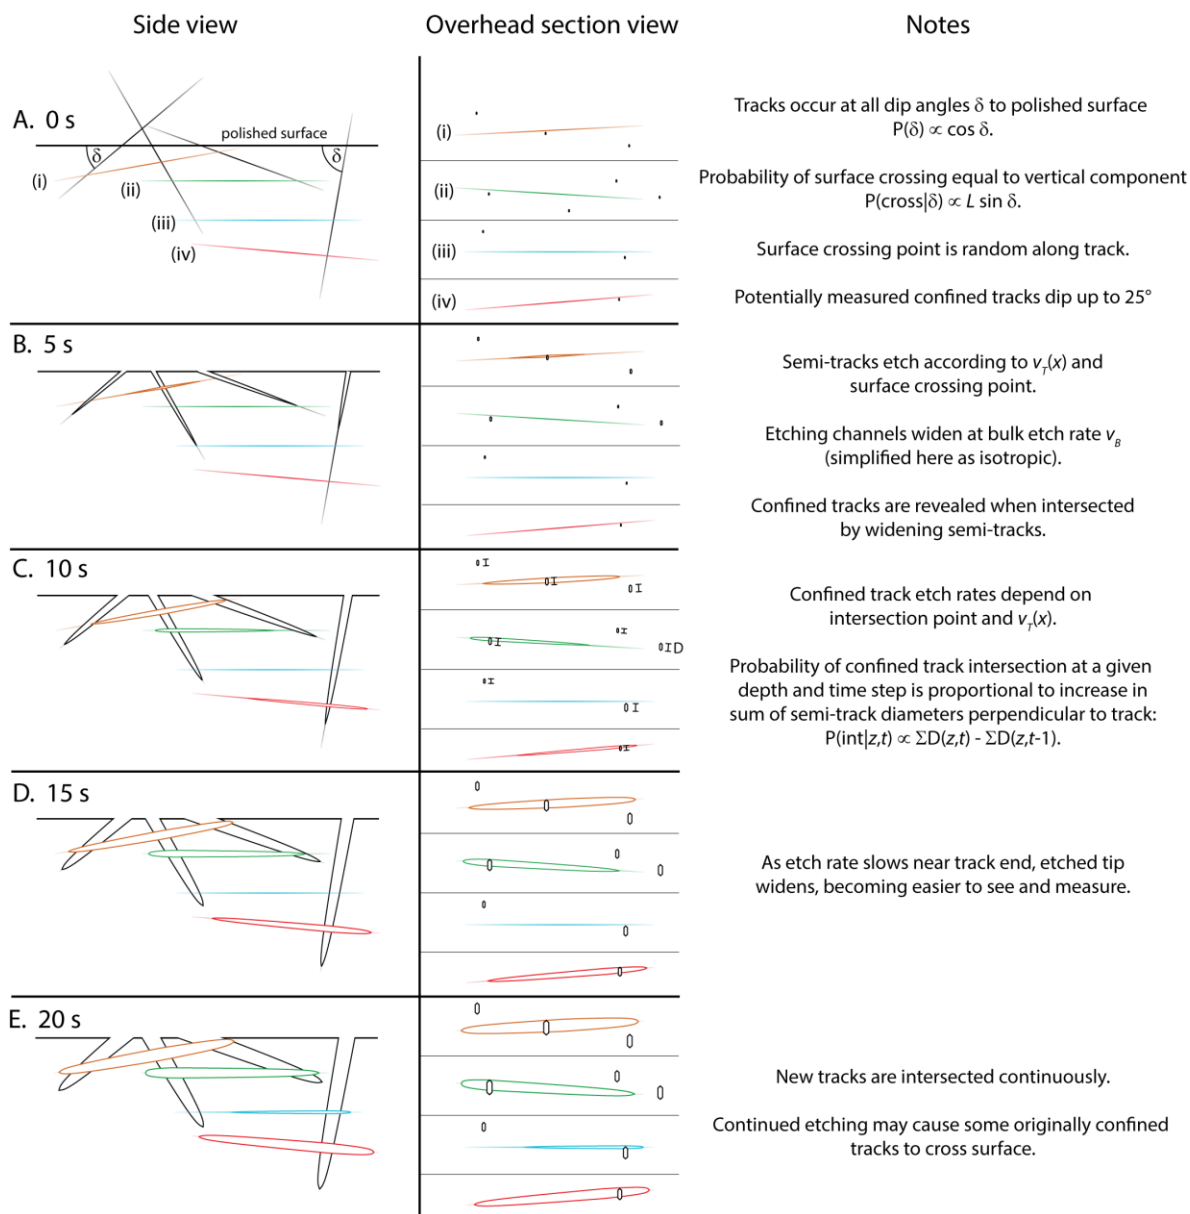 Side view
Overhead section view
Notes
A. 0 s
polished surface
δ
δ
(i)
(ii)
(iii)
(iv)
(i)
(ii)
(iii)
(iv)
Tracks occur at all dip angles δ to polished surface
P(δ) ∝ cos δ.
Probability of surface crossing equal to vertical component
P(cross|δ) ∝ L sin δ.
Surface crossing point is random along track.
Potentially measured confined tracks dip up to 25°
B. 5 s
Semi-tracks etch according to v_T(x) and
surface crossing point.
Etching channels widen at bulk etch rate v_B
(simplified here as isotropic).
Confined tracks are revealed when intersected
by widening semi-tracks.
C. 10 s
D
Confined track etch rates depend on
intersection point and v_T(x).
Probability of confined track intersection at a given
depth and time step is proportional to increase in
sum of semi-track diameters perpendicular to track:
P(int|z,t) ∝ ΣD(z,t) - ΣD(z,t-1).
D. 15 s
As etch rate slows near track end, etched tip
widens, becoming easier to see and measure.
E. 20 s
New tracks are intersected continuously.
Continued etching may cause some originally confined
tracks to cross surface.